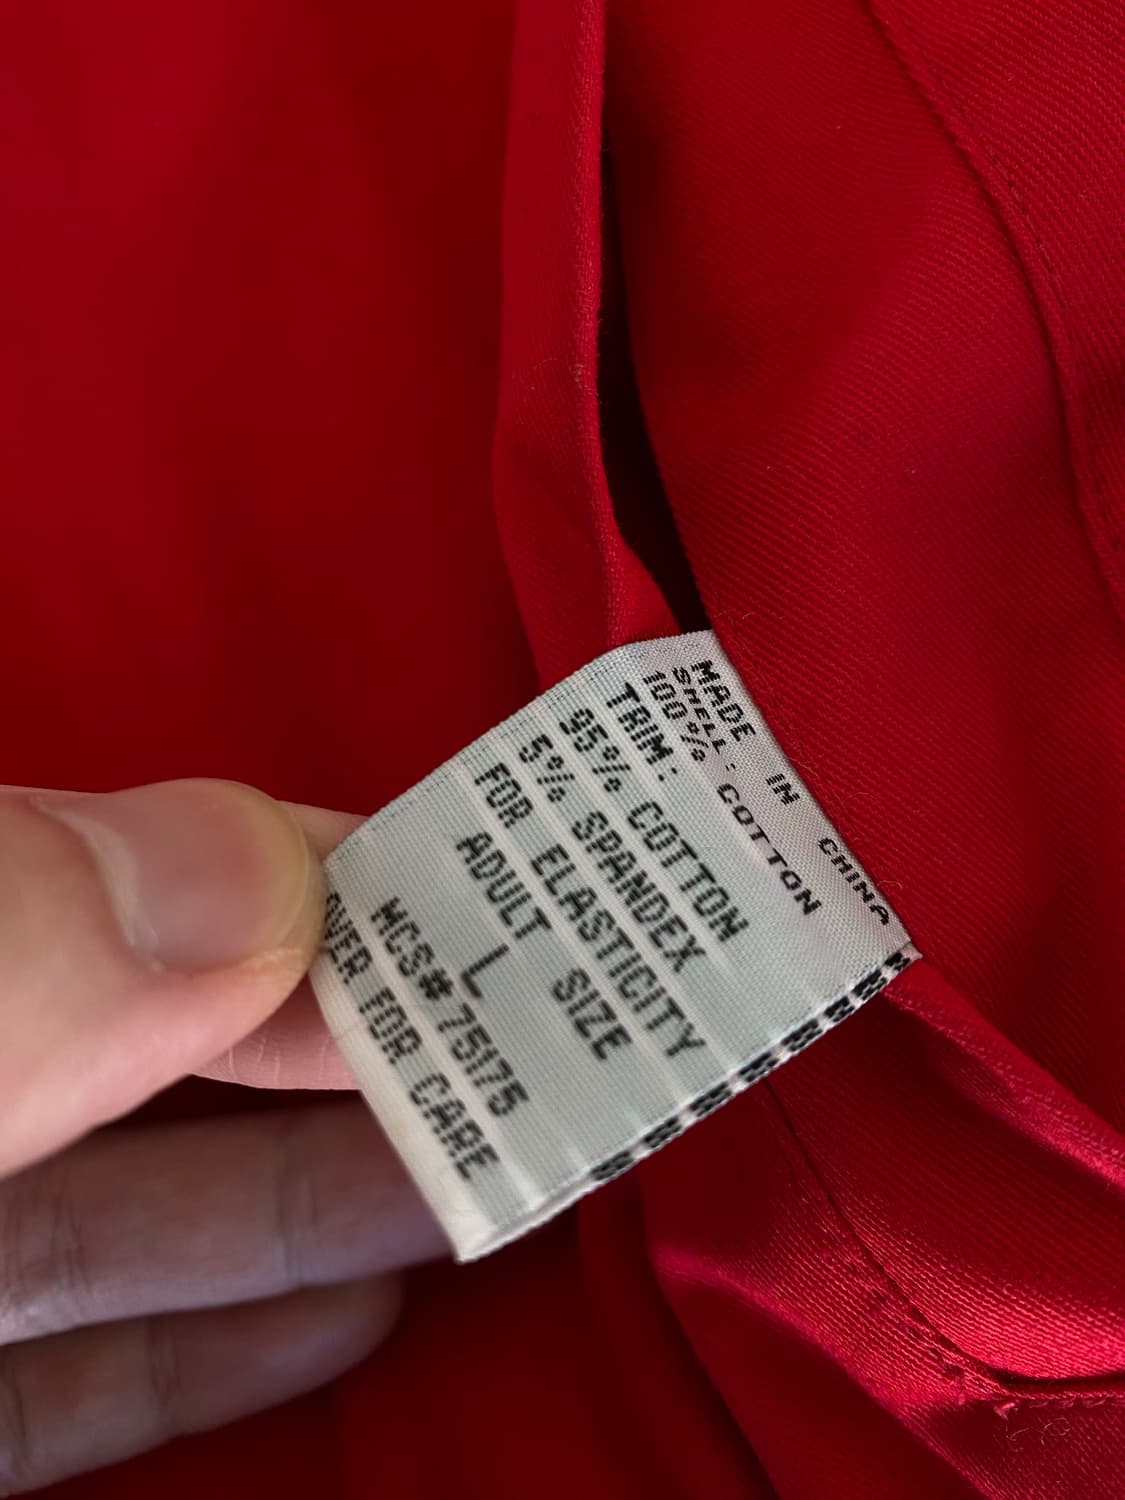 MADE IN CHINA
SHELL:
100% COTTON
TRIM:
95% COTTON
5% SPANDEX
FOR ELASTICITY
ADULT SIZE
L
MCS# 75175
OVER FOR CARE